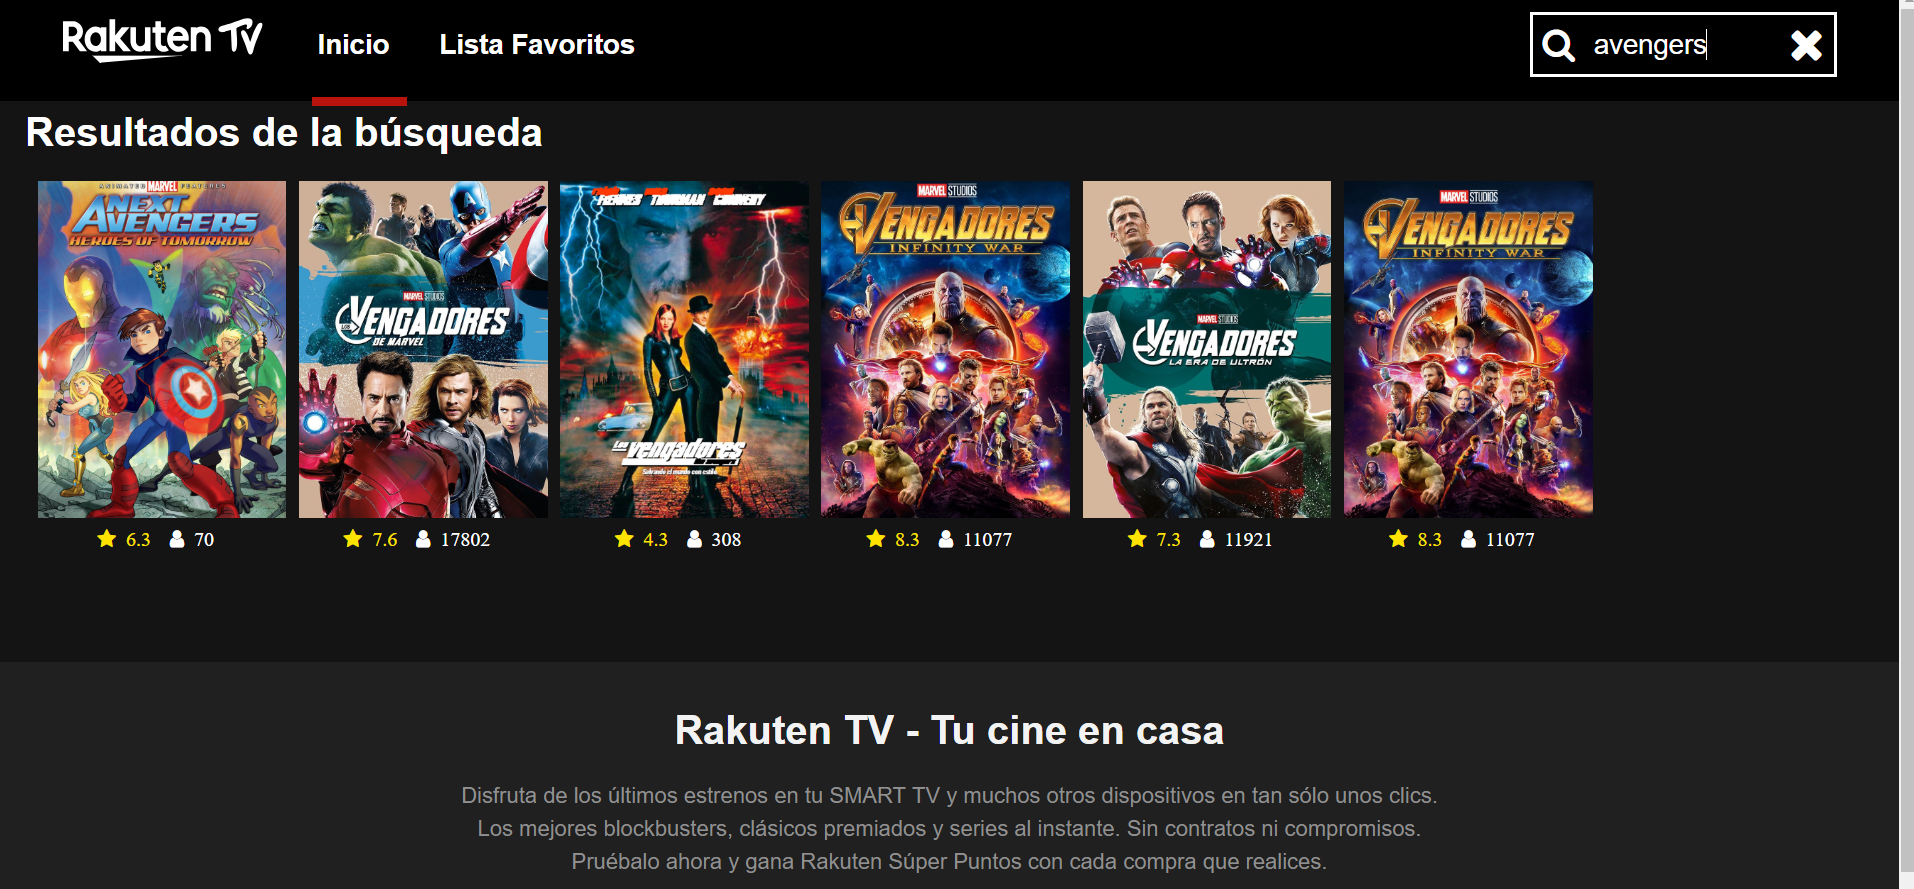 Rakuten TV
Inicio
Lista Favoritos
avengers
Resultados de la búsqueda
ANIMATED MARVEL FEATURES
NEXT
AVENGERS
HEROES OF TOMORROW
MARVEL STUDIOS
LOS VENGADORES
DE MARVEL
FIENNES THURMAN CONNERY
Los vengadores
Salvando el mundo con estilo
MARVEL STUDIOS
VENGADORES
INFINITY WAR
MARVEL STUDIOS
VENGADORES
LA ERA DE ULTRÓN
MARVEL STUDIOS
VENGADORES
INFINITY WAR
6.3 70
7.6 17802
4.3 308
8.3 11077
7.3 11921
8.3 11077
Rakuten TV - Tu cine en casa
Disfruta de los últimos estrenos en tu SMART TV y muchos otros dispositivos en tan sólo unos clics.
Los mejores blockbusters, clásicos premiados y series al instante. Sin contratos ni compromisos.
Pruébalo ahora y gana Rakuten Súper Puntos con cada compra que realices.